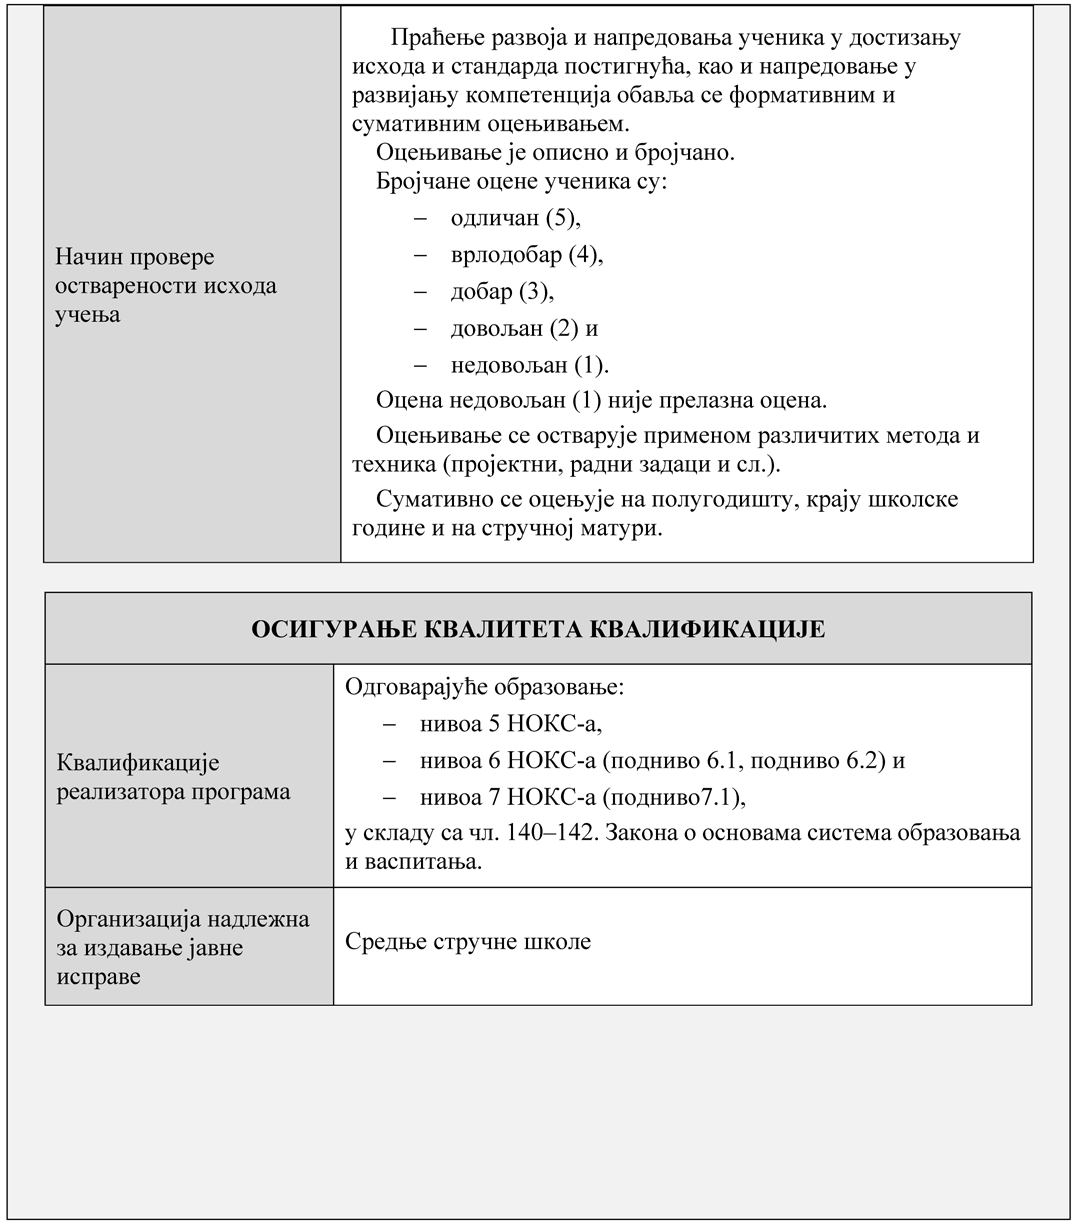 Начин провере
остварености исхода
учења
Праћење развоја и напредовања ученика у достизању
исхода и стандарда постигнућа, као и напредовање у
развијању компетенција обавља се формативним и
сумативним оцењивањем.
Оцењивање је описно и бројчано.
Бројчане оцене ученика су:
– одличан (5),
– врлодобар (4),
– добар (3),
– довољан (2) и
– недовољан (1).
Оцена недовољан (1) није прелазна оцена.
Оцењивање се остварује применом различитих метода и
техника (пројектни, радни задаци и сл.).
Сумативно се оцењује на полугодишту, крају школске
године и на стручној матури.
ОСИГУРАЊЕ КВАЛИТЕТА КВАЛИФИКАЦИЈЕ
Квалификације
реализатора програма
Одговарајуће образовање:
– нивоа 5 НОКС-а,
– нивоа 6 НОКС-а (подниво 6.1, подниво 6.2) и
– нивоа 7 НОКС-а (подниво7.1),
у складу са чл. 140–142. Закона о основама система образовања
и васпитања.
Организација надлежна
за издавање јавне
исправе
Средње стручне школе